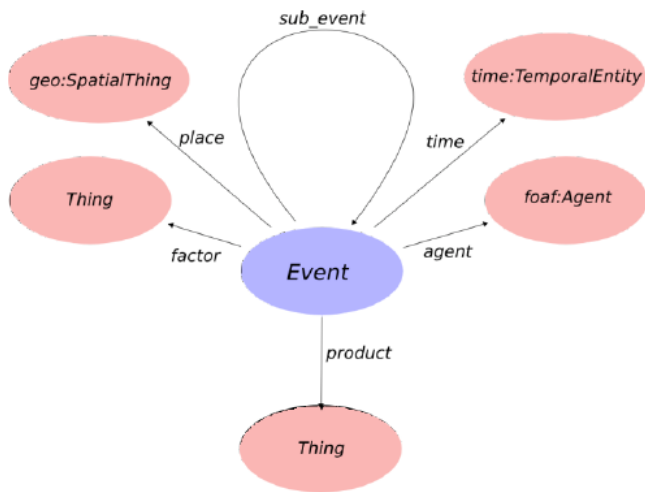 sub_event
geo:SpatialThing
time:TemporalEntity
place
time
Thing
foaf:Agent
factor
agent
Event
product
Thing